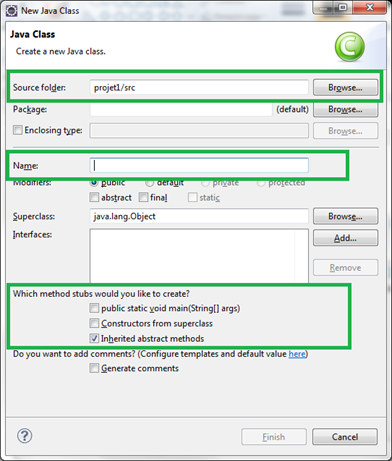 New Java Class
Java Class
Create a new Java class.
Source folder: projet1/src Browse...
Package: (default) Browse...
Enclosing type: Browse...
Name:
Modifiers: public default private protected
abstract final static
Superclass: java.lang.Object Browse...
Interfaces: Add...
Remove
Which method stubs would you like to create?
public static void main(String[] args)
Constructors from superclass
Inherited abstract methods
Do you want to add comments? (Configure templates and default value here)
Generate comments
? Finish Cancel